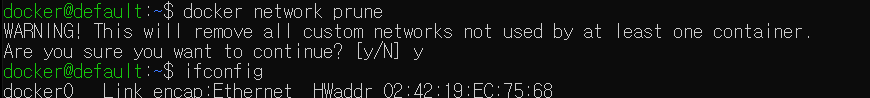 docker@default:~$ docker network prune
WARNING! This will remove all custom networks not used by at least one container.
Are you sure you want to continue? [y/N] y
docker@default:~$ ifconfig
docker0   Link encap:Ethernet  HWaddr 02:42:19:EC:75:68